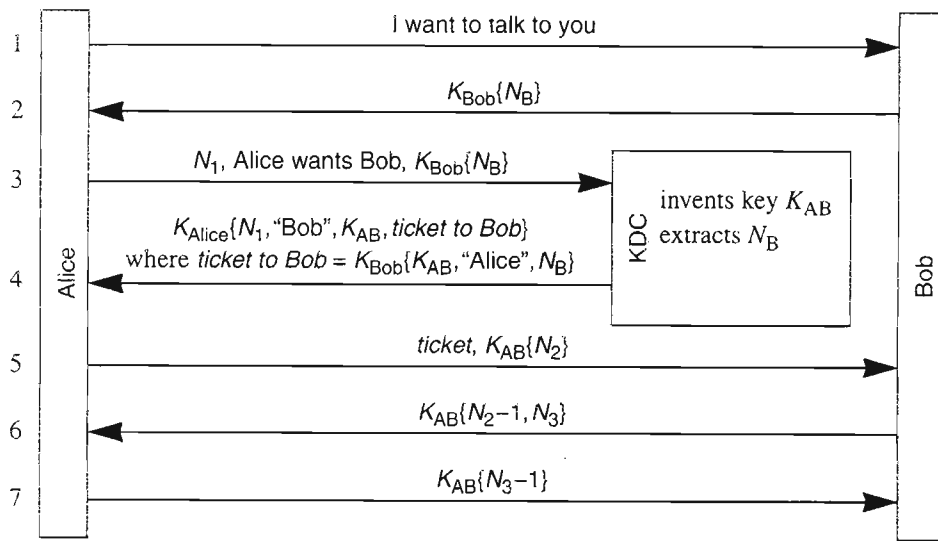 I want to talk to you
1
K_Bob{N_B}
2
N_1, Alice wants Bob, K_Bob{N_B}
3
invents key K_AB
extracts N_B
KDC
K_Alice{N_1, "Bob", K_AB, ticket to Bob}
where ticket to Bob = K_Bob{K_AB, "Alice", N_B}
4
Alice
Bob
ticket, K_AB{N_2}
5
K_AB{N_2−1, N_3}
6
K_AB{N_3−1}
7